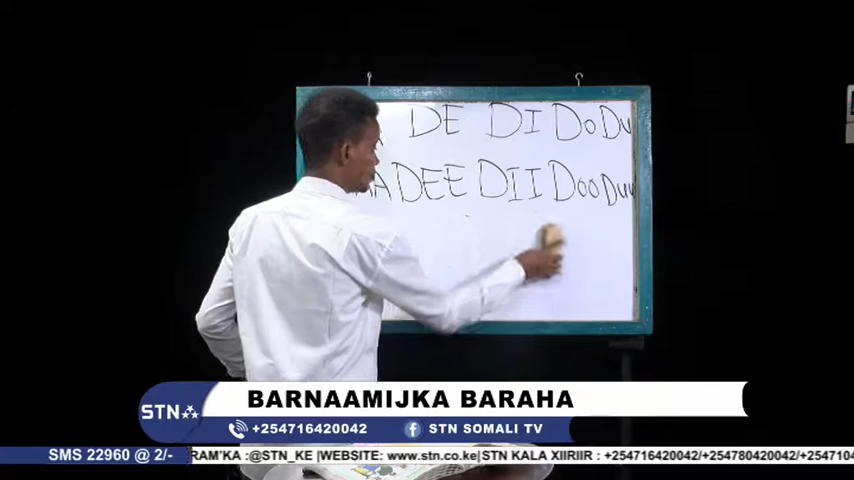 DE DI Do Du
A DEE DII Doo Duu
BARNAAMIJKA BARAHA
STN
+254716420042 STN SOMALI TV
SMS 22960 @ 2/- RAM'KA :@STN_KE |WEBSITE: www.stn.co.ke| STN KALA XIIRIIR : +254716420042/+254780420042/+25471